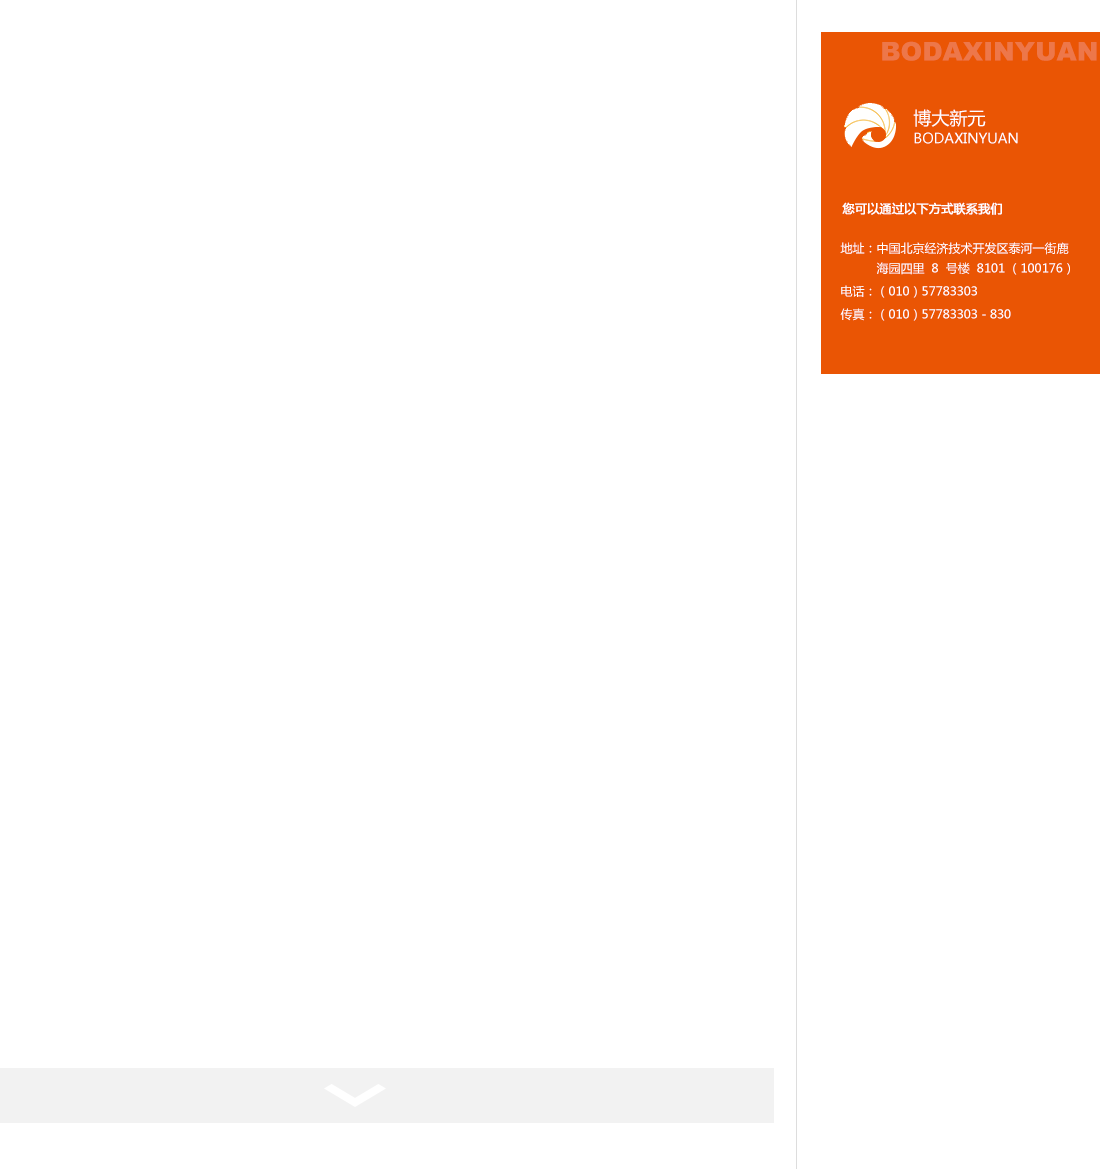 BODAXINYUAN
博大新元
BODAXINYUAN
您可以通过以下方式联系我们
地址：中国北京经济技术开发区泰河一街鹿
海园四里 8 号楼 8101（100176）
电话：（010）57783303
传真：（010）57783303 - 830